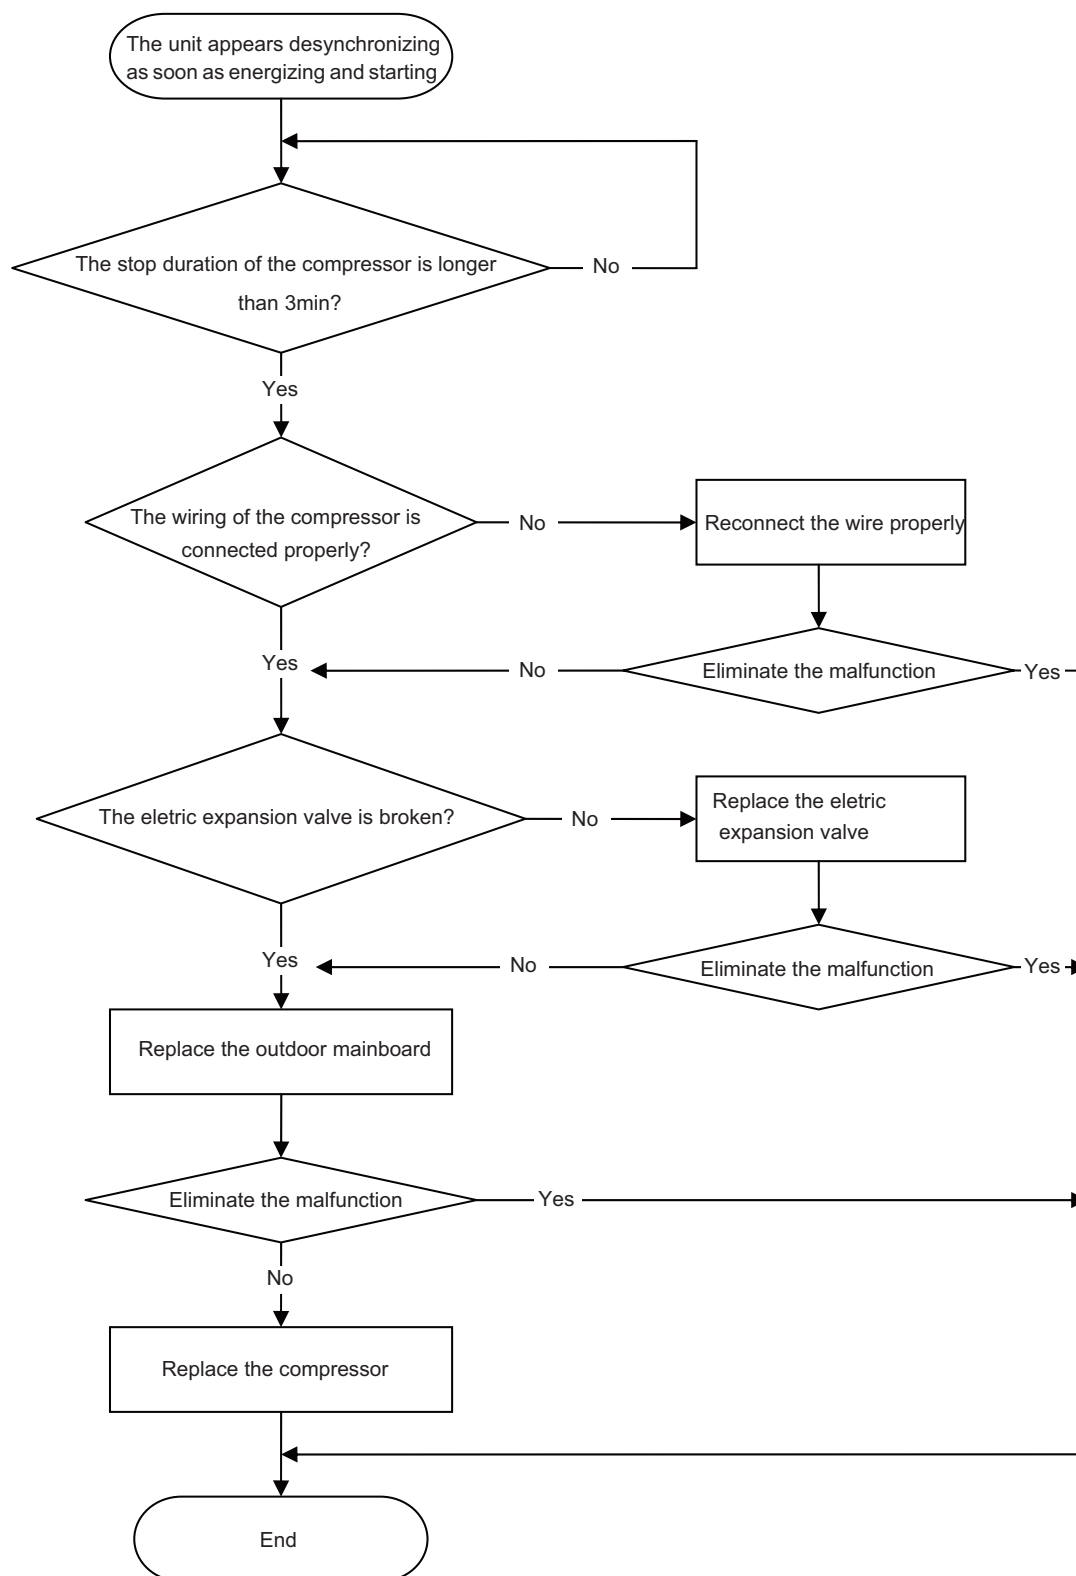 The unit appears desynchronizing
as soon as energizing and starting
The stop duration of the compressor is longer
than 3min?
No
Yes
The wiring of the compressor is
connected properly?
No
Reconnect the wire properly
Yes
No
Eliminate the malfunction
Yes
The eletric expansion valve is broken?
No
Replace the eletric
expansion valve
Yes
No
Eliminate the malfunction
Yes
Replace the outdoor mainboard
Eliminate the malfunction
Yes
No
Replace the compressor
End